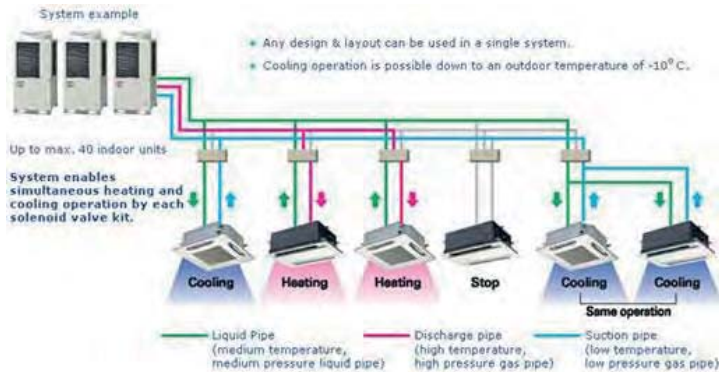 System example
Any design & layout can be used in a single system.
Cooling operation is possible down to an outdoor temperature of -10° C.
Up to max. 40 indoor units
System enables
simultaneous heating and
cooling operation by each
solenoid valve kit.
Cooling
Heating
Heating
Stop
Cooling
Cooling
Same operation
Liquid Pipe
(medium temperature,
medium pressure liquid pipe)
Discharge pipe
(high temperature,
high pressure gas pipe)
Suction pipe
(low temperature,
low pressure gas pipe)